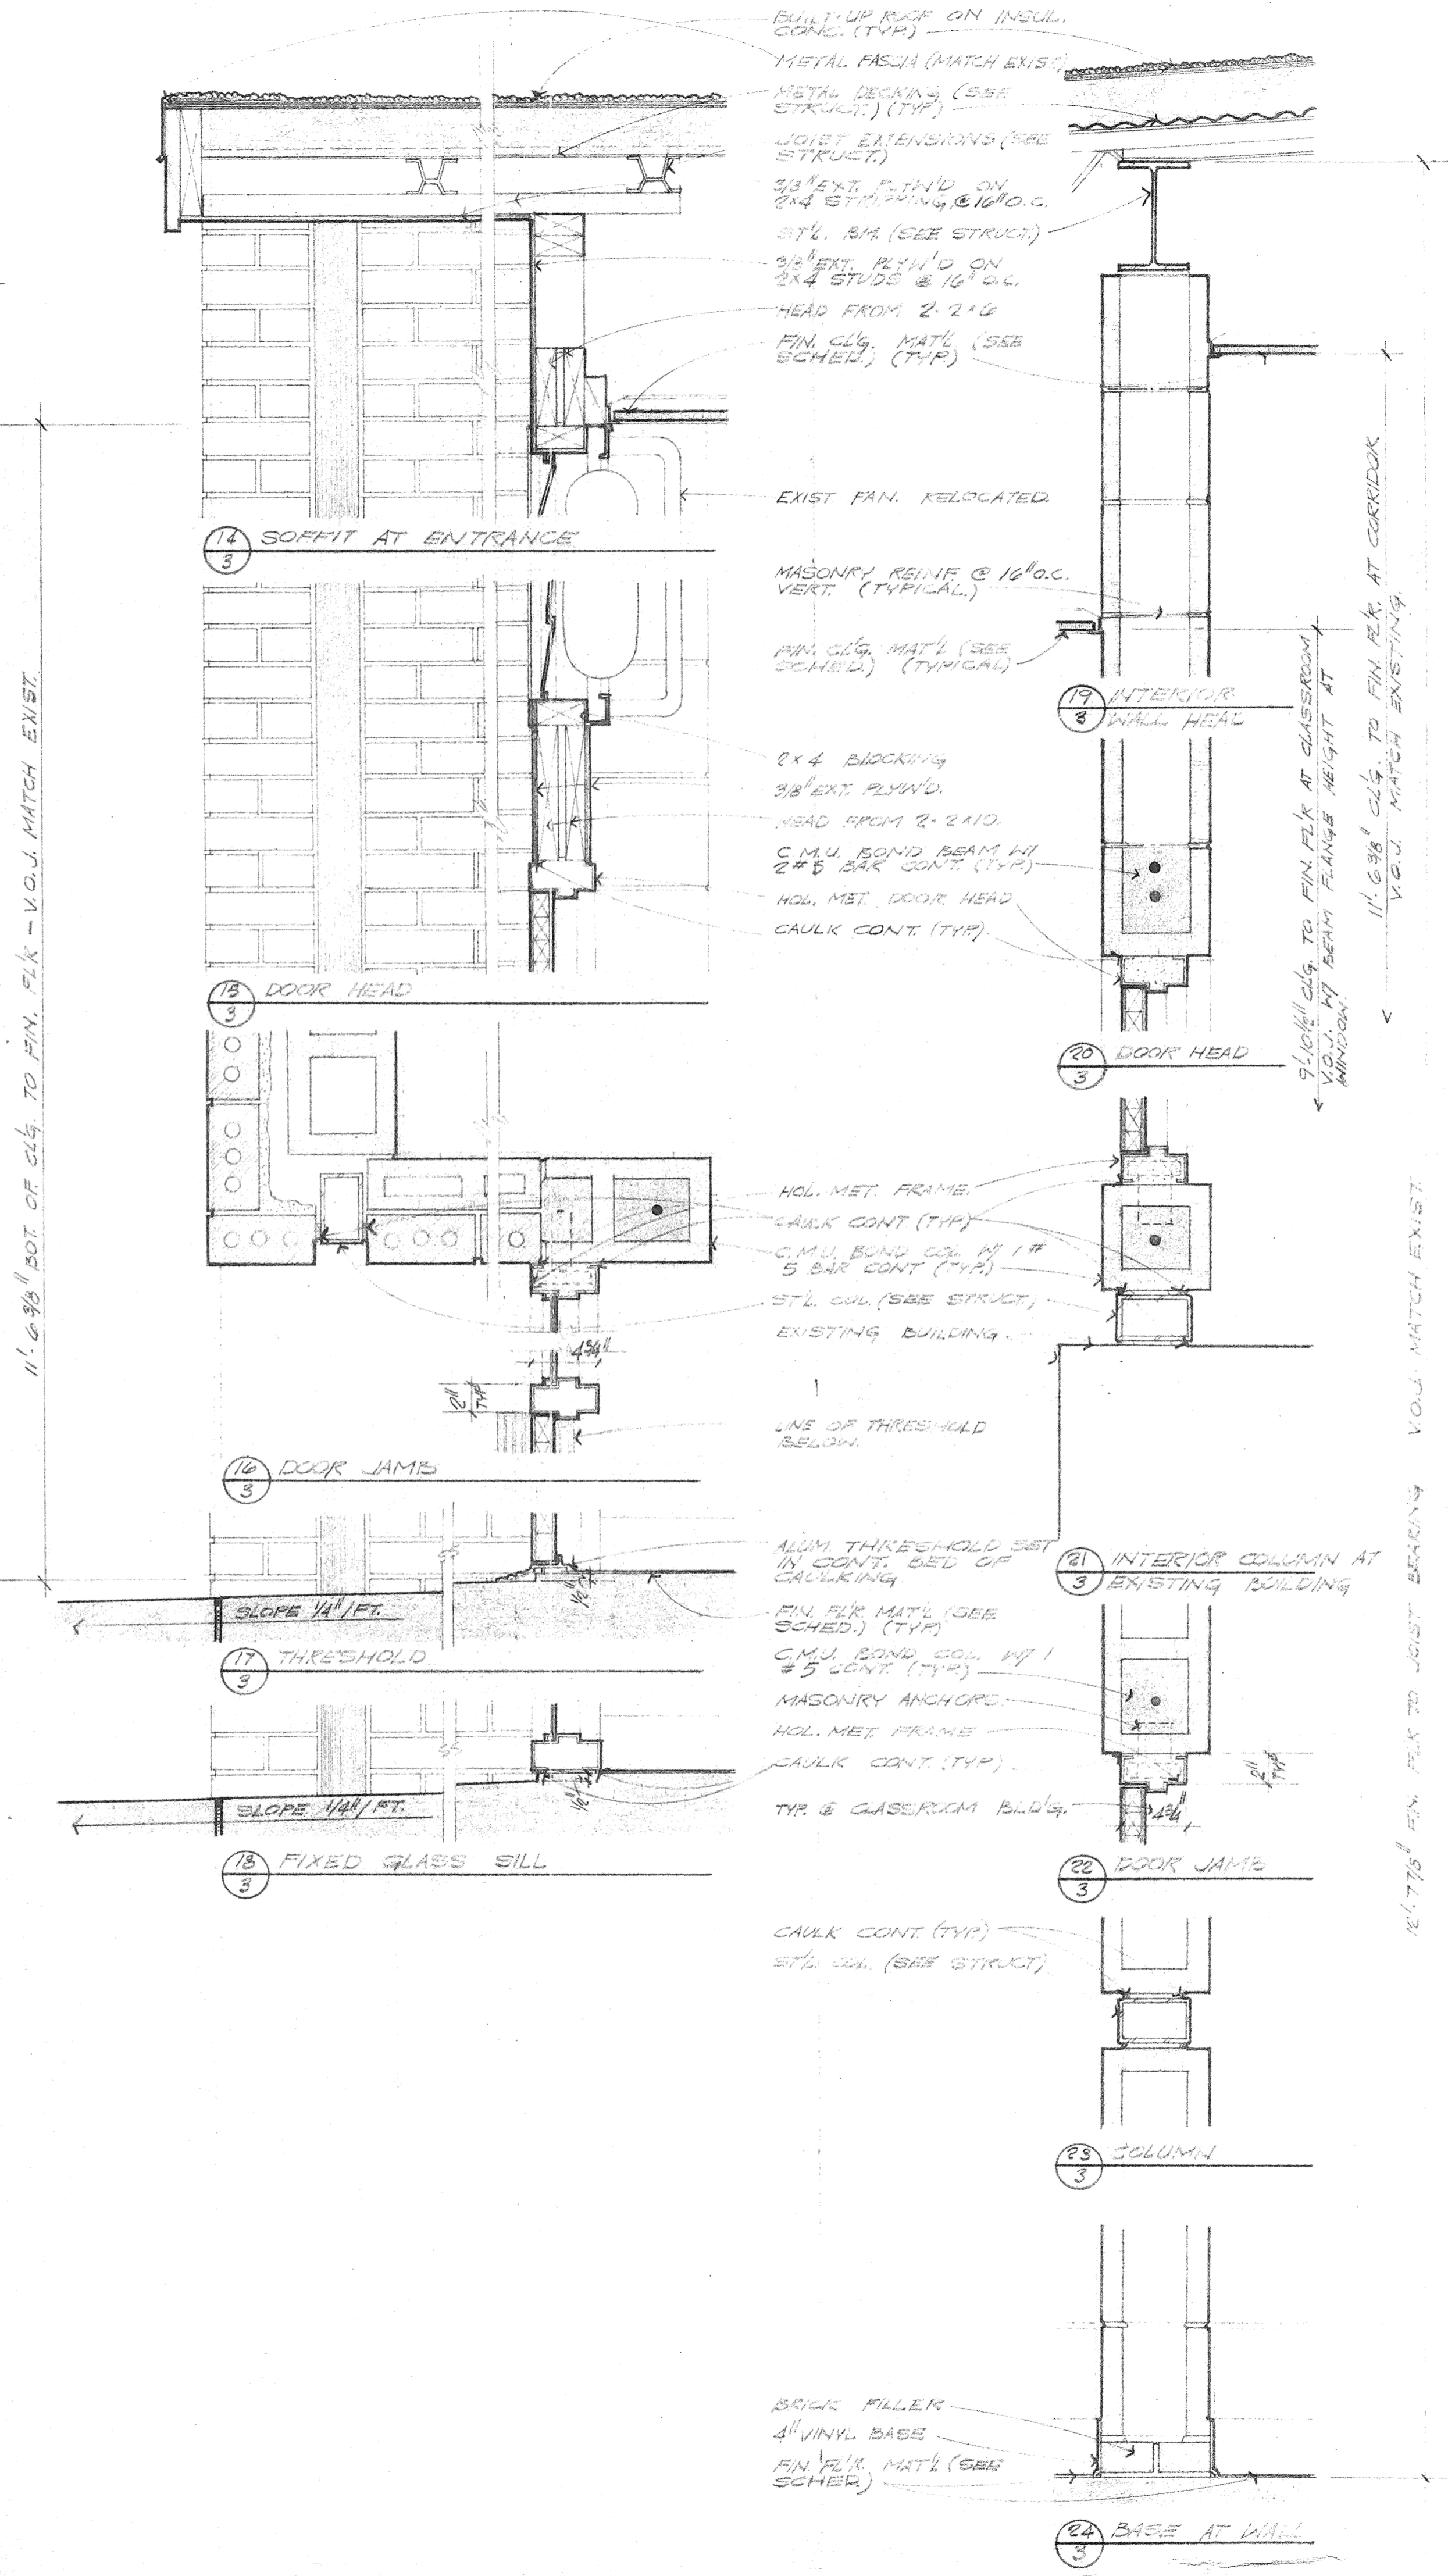 BUILT-UP ROOF ON INSUL.
CONC. (TYP.)
METAL FASCIA (MATCH EXIST)
METAL DECKING (SEE
STRUCT.) (TYP)
JOIST EXTENSIONS (SEE
STRUCT.)
3/8" EXT. PLYW'D ON
2x4 STRIPPING @ 16" O.C.
ST'L. BM. (SEE STRUCT.)
3/8" EXT. PLYW'D ON
2x4 STUDS @ 16" O.C.
HEAD FROM 2-2x6
FIN. CL'G. MAT'L (SEE
SCHED.) (TYP.)
EXIST FAN. RELOCATED.
14
3
SOFFIT AT ENTRANCE
MASONRY REINF. @ 16" O.C.
VERT. (TYPICAL.)
FIN. CL'G. MAT'L (SEE
SCHED.) (TYPICAL)
19
3
INTERIOR
WALL HEAD
2x4 BLOCKING
3/8" EXT. PLYW'D.
HEAD FROM 2-2x10.
C.M.U. BOND BEAM W/
2#5 BAR CONT. (TYP.)
HOL. MET. DOOR HEAD
CAULK CONT. (TYP).
15
3
DOOR HEAD
20
3
DOOR HEAD
11'-6 3/8" BOT. OF CL'G. TO FIN. FL'R - V.O.J. MATCH EXIST.
9'-10 1/2" CL'G. TO FIN. FL'R AT CLASSROOM
V.O.J. W/ BEAM FLANGE HEIGHT AT
WINDOW.
11'-6 3/8" CL'G. TO FIN. FL'R. AT CORRIDOR
V.O.J. MATCH EXISTING.
12'-7 7/8" FIN. FL'R TO JOIST BEARING V.O.J. MATCH EXIST.
HOL. MET. FRAME.
CAULK CONT (TYP)
C.M.U. BOND COL. W/ 1 #
5 BAR CONT (TYP.)
ST'L. COL. (SEE STRUCT.)
EXISTING BUILDING
4 3/4"
2"
TYP
LINE OF THRESHOLD
BELOW.
16
3
DOOR JAMB
ALUM. THRESHOLD SET
IN CONT. BED OF
CAULKING.
21
3
INTERIOR COLUMN AT
EXISTING BUILDING
1/2"
SLOPE 1/4"/FT.
FIN. FL'R. MAT'L (SEE
SCHED.) (TYP)
17
3
THRESHOLD
C.M.U. BOND COL. W/ 1
#5 CONT. (TYP)
MASONRY ANCHORS.
HOL. MET. FRAME
CAULK CONT. (TYP)
2"
TYP
1/2"
SLOPE 1/4"/FT.
TYP. @ CLASSROOM BLD'G.
4 3/4"
18
3
FIXED GLASS SILL
22
3
DOOR JAMB
CAULK CONT. (TYP.)
ST'L. COL. (SEE STRUCT)
23
3
COLUMN
BRICK FILLER
4" VINYL BASE
FIN. FL'R. MAT'L (SEE
SCHED.)
24
3
BASE AT WALL